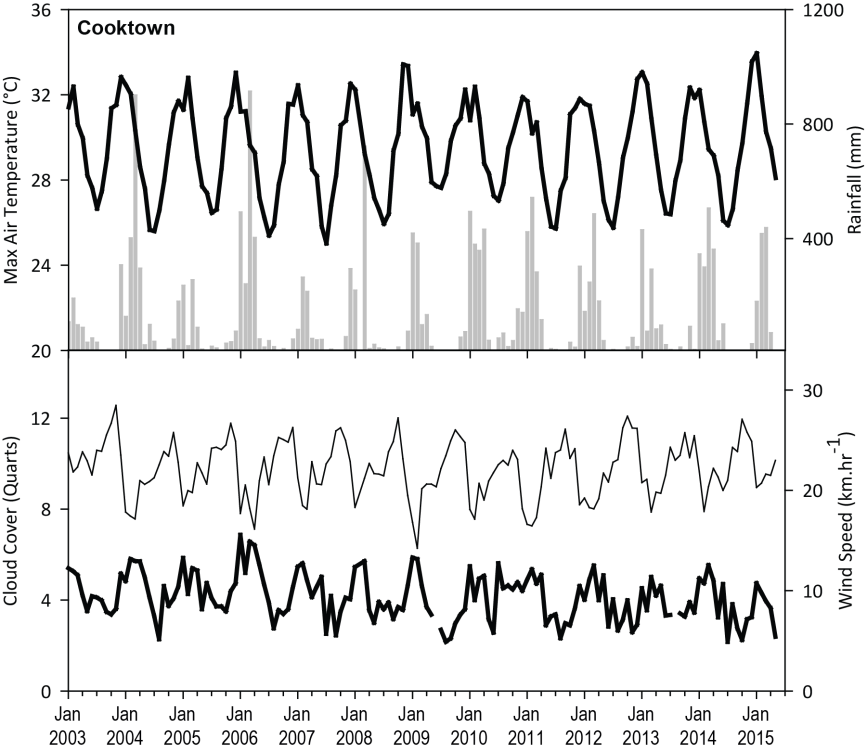 Cooktown
36
32
28
24
20
Max Air Temperature (°C)
1200
800
400
Rainfall (mm)
12
8
4
0
Cloud Cover (Quarts)
30
20
10
0
Wind Speed (km.hr-1)
Jan Jan Jan Jan Jan Jan Jan Jan Jan Jan Jan Jan Jan
2003 2004 2005 2006 2007 2008 2009 2010 2011 2012 2013 2014 2015